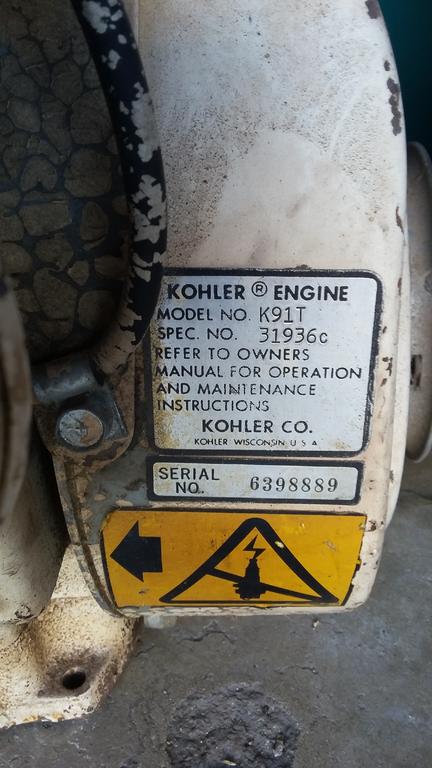 KOHLER ® ENGINE
MODEL NO. K91T
SPEC. NO. 31936c
REFER TO OWNERS
MANUAL FOR OPERATION
AND MAINTENANCE
INSTRUCTIONS
KOHLER CO.
KOHLER WISCONSIN U S A
SERIAL
NO. 6398889